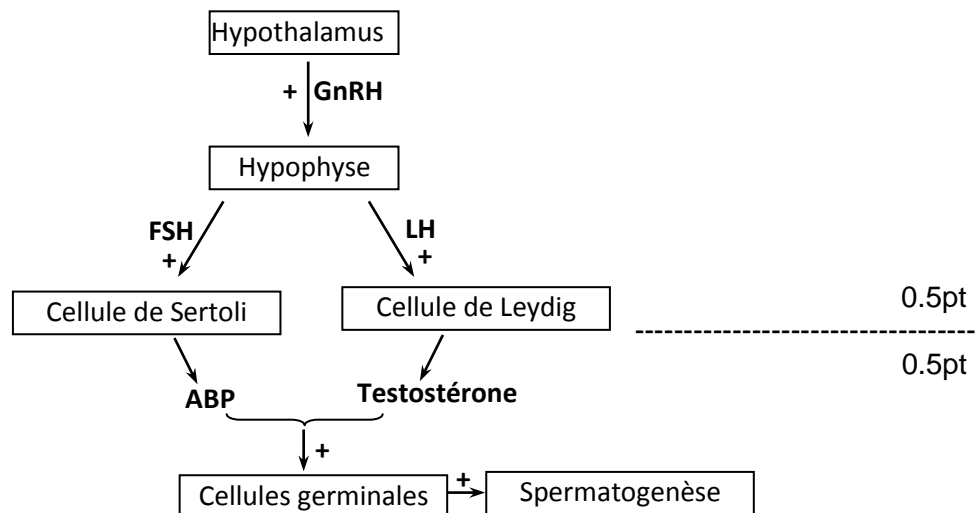 Hypothalamus
+ GnRH
Hypophyse
FSH
+
LH
+
Cellule de Sertoli
Cellule de Leydig
0.5pt
0.5pt
ABP
Testostérone
+
Cellules germinales
+
Spermatogenèse